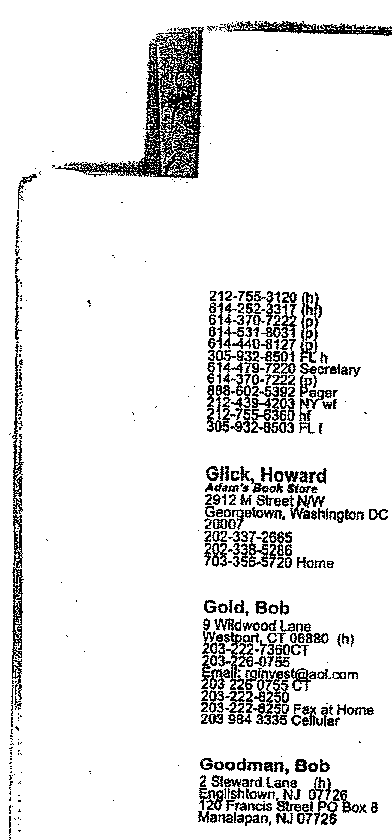 212-755-3120 (h)
614-252-3317 (hf)
614-370-7222 (p)
614-531-8031 (p)
614-440-8127 (p)
305-932-8501 FL h
614-479-7220 Secretary
614-370-7222 (p)
888-602-5392 Pager
212-439-4203 NY wf
212-755-6360 hf
305-932-8503 FL f
Glick, Howard
Adam's Book Store
2912 M Street N/W
Georgetown, Washington DC
20007
202-337-2665
202-338-5286
703-356-5720 Home
Gold, Bob
9 Wildwood Lane
Westport, CT 06880 (h)
203-222-7360CT
203-226-0755
Email: rginvest@aol.com
203 226 0755 CT
203-222-8250
203-222-8250 Fax at Home
203 984 3335 Cellular
Goodman, Bob
2 Steward Lane (h)
Englishtown, NJ 07726
120 Francis Street PO Box 8
Manalapan, NJ 07726